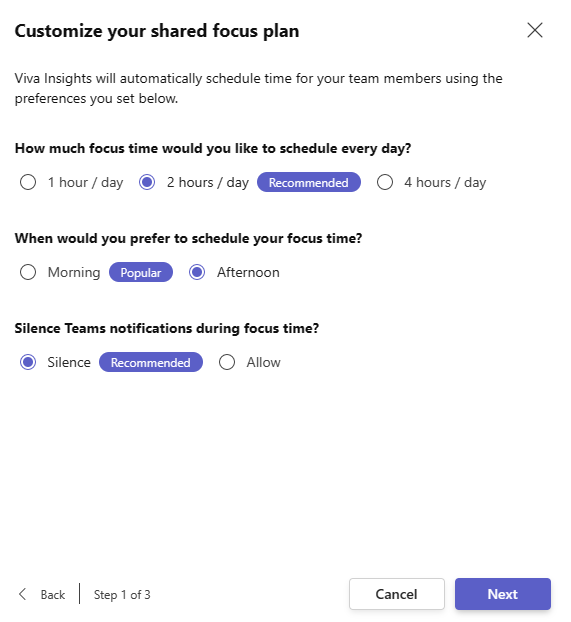 Customize your shared focus plan
Viva Insights will automatically schedule time for your team members using the
preferences you set below.
How much focus time would you like to schedule every day?
1 hour / day 2 hours / day Recommended 4 hours / day
When would you prefer to schedule your focus time?
Morning Popular Afternoon
Silence Teams notifications during focus time?
Silence Recommended Allow
Back Step 1 of 3 Cancel Next